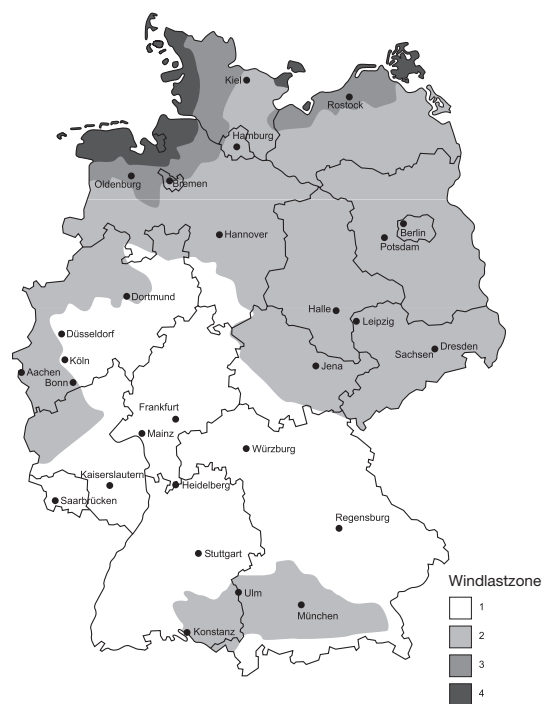 Kiel
Rostock
Hamburg
Oldenburg
Bremen
Hannover
Berlin
Potsdam
Dortmund
Halle
Leipzig
Düsseldorf
Köln
Dresden
Sachsen
Aachen
Jena
Bonn
Frankfurt
Mainz
Würzburg
Kaiserslautern
Heidelberg
Saarbrücken
Regensburg
Stuttgart
Windlastzone
Ulm
1
München
2
Konstanz
3
4